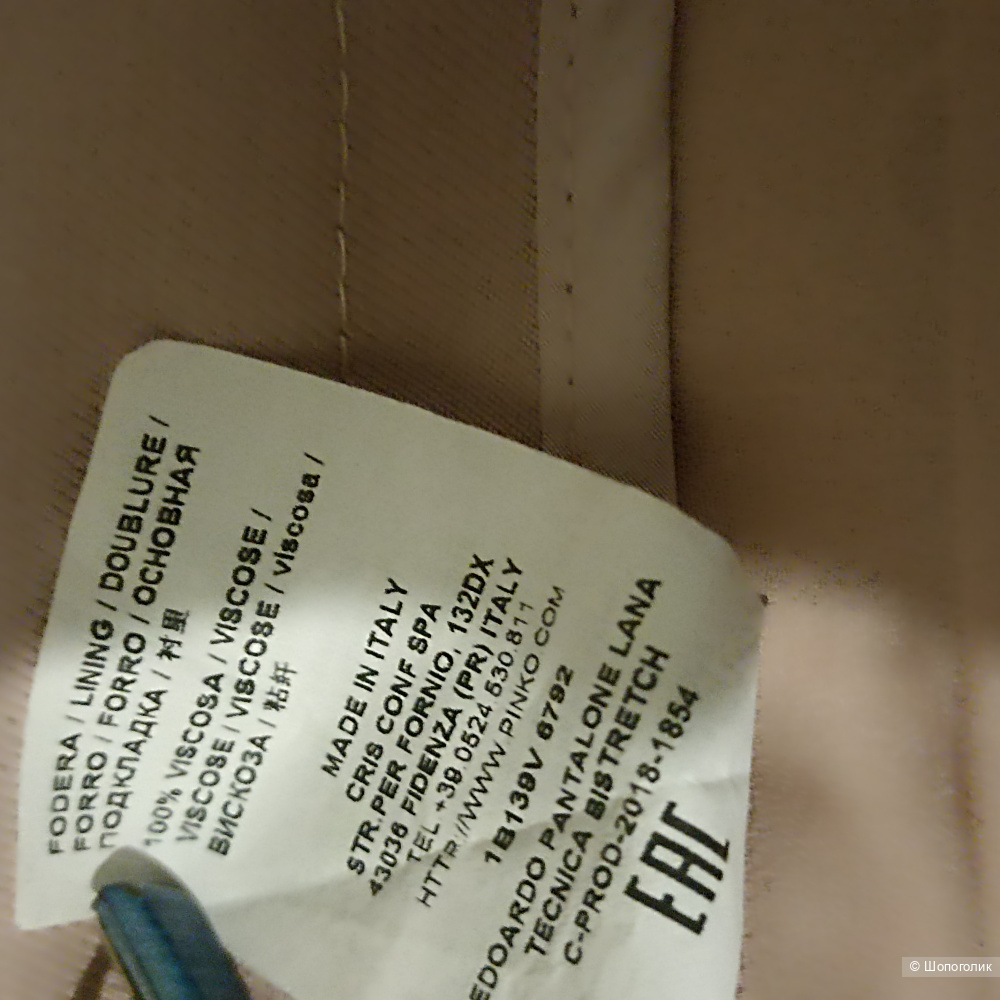 FODERA / LINING / DOUBLURE /
FORRO / FORRO / ОСНОВНАЯ
ПОДКЛАДКА / 衬里
100% VISCOSA / VISCOSE /
VISCOSE / VISCOSE / viscosa /
ВИСКОЗА / 粘纤
MADE IN ITALY
CRIS CONF SPA
STR.PER FORNIO, 132DX
43036 FIDENZA (PR) ITALY
TEL +39.0524.530.811
HTTP://WWW.PINKO.COM
1B139V 6792
EDOARDO PANTALONE LANA
TECNICA BISTRETCH
C-PROD-2018-1854
EAC
© Шопоголик